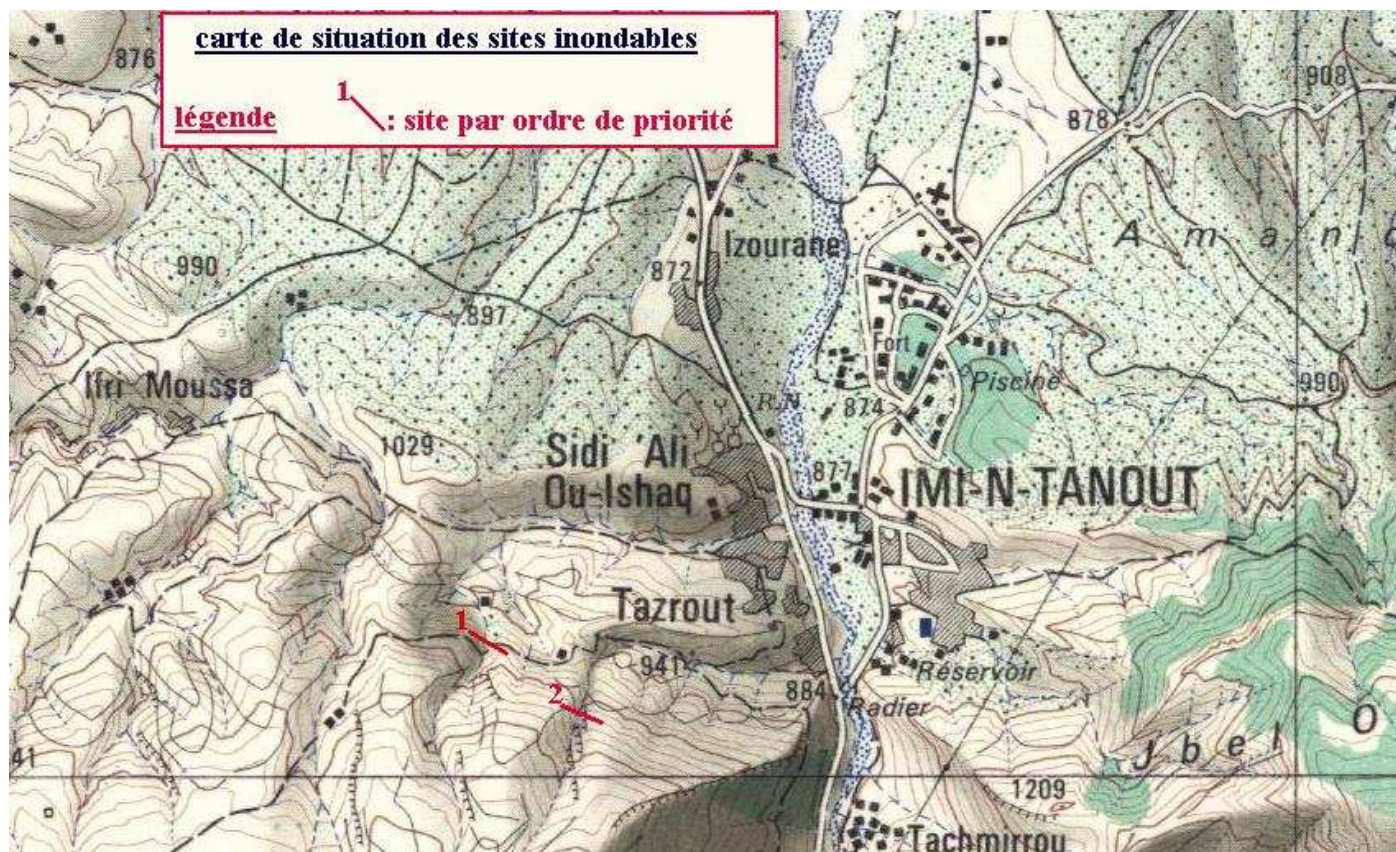 carte de situation des sites inondables
1
légende : site par ordre de priorité
876
908
878
Izourane
A m a n
872
990
897
Fort
Piscine
990
Ifri Moussa
874
1029
Sidi 'Ali
Ou-Ishaq
877
IMI-N-TANOUT
Tazrout
1
941
Réservoir
2
884
Radier
41
J b e l O
1209
Tachmirrou